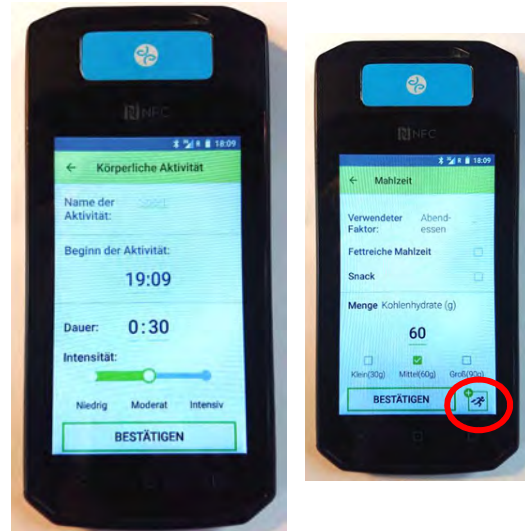 NFC
18:09
← Körperliche Aktivität
Name der
Aktivität:
Sport
Beginn der Aktivität:
19:09
Dauer: 0:30
Intensität:
Niedrig Moderat Intensiv
BESTÄTIGEN
NFC
18:09
← Mahlzeit
Verwendeter Abend-
Faktor: essen
Fettreiche Mahlzeit
Snack
Menge Kohlenhydrate (g)
60
Klein(30g) Mittel(60g) Groß(90g)
BESTÄTIGEN